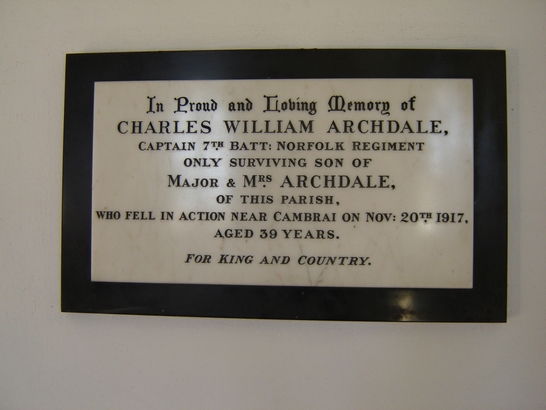 In Proud and Loving Memory of
CHARLES WILLIAM ARCHDALE,
CAPTAIN 7TH BATT: NORFOLK REGIMENT
ONLY SURVIVING SON OF
MAJOR & MRS ARCHDALE,
OF THIS PARISH,
WHO FELL IN ACTION NEAR CAMBRAI ON NOV: 20TH 1917,
AGED 39 YEARS.
FOR KING AND COUNTRY.